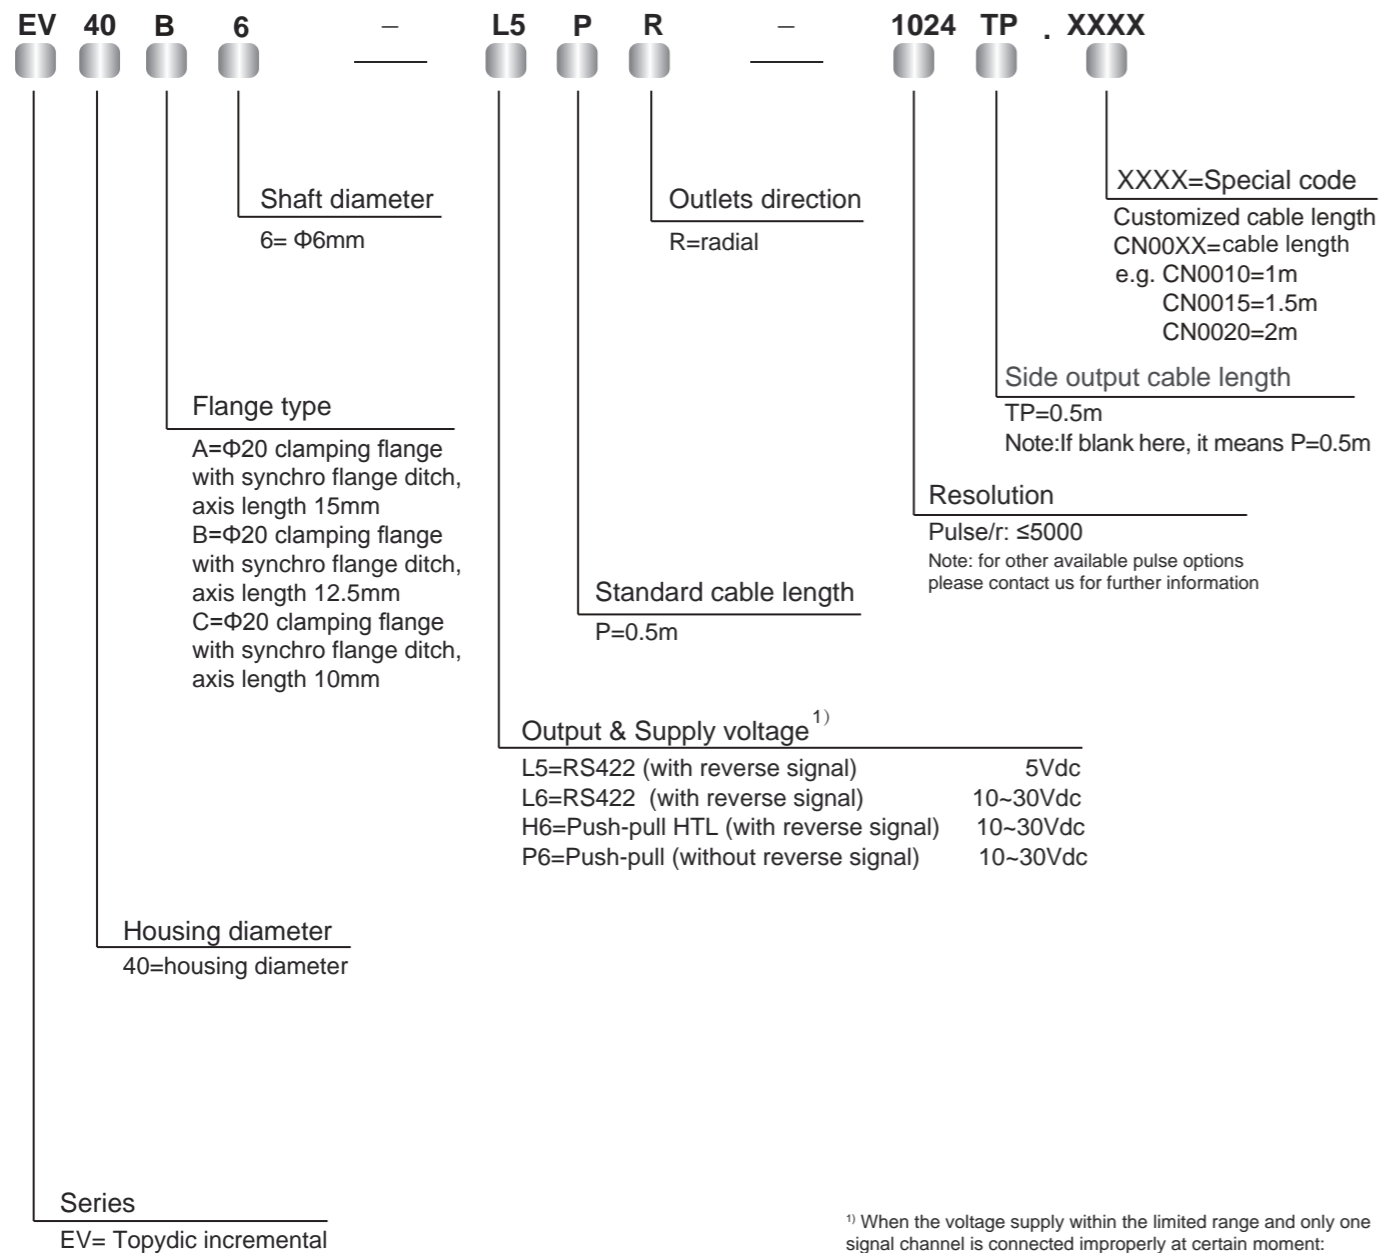 EV 40 B 6 – L5 P R – 1024 TP . XXXX
XXXX=Special code
Customized cable length
CN00XX=cable length
e.g. CN0010=1m
CN0015=1.5m
CN0020=2m
Shaft diameter
6= Φ6mm
Outlets direction
R=radial
Side output cable length
TP=0.5m
Note:If blank here, it means P=0.5m
Flange type
A=Φ20 clamping flange
with synchro flange ditch,
axis length 15mm
B=Φ20 clamping flange
with synchro flange ditch,
axis length 12.5mm
C=Φ20 clamping flange
with synchro flange ditch,
axis length 10mm
Resolution
Pulse/r: ≤5000
Note: for other available pulse options
please contact us for further information
Standard cable length
P=0.5m
Output & Supply voltage 1)
L5=RS422 (with reverse signal) 5Vdc
L6=RS422 (with reverse signal) 10~30Vdc
H6=Push-pull HTL (with reverse signal) 10~30Vdc
P6=Push-pull (without reverse signal) 10~30Vdc
Housing diameter
40=housing diameter
Series
EV= Topydic incremental
1) When the voltage supply within the limited range and only one
signal channel is connected improperly at certain moment: